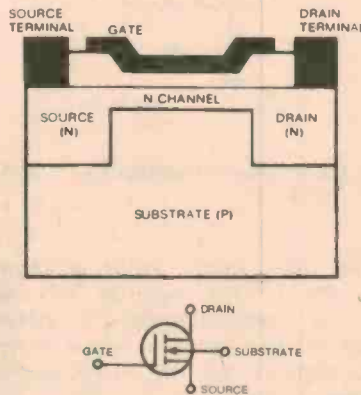 SOURCE
TERMINAL
GATE
DRAIN
TERMINAL
N CHANNEL
SOURCE
(N)
DRAIN
(N)
SUBSTRATE (P)
DRAIN
GATE
SUBSTRATE
SOURCE